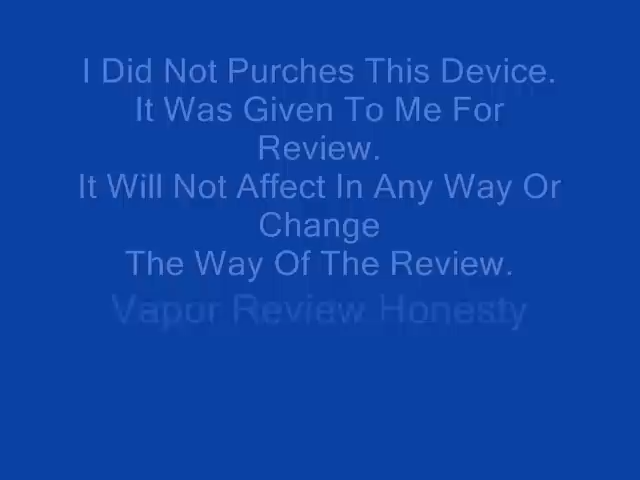 I Did Not Purches This Device.
It Was Given To Me For
Review.
It Will Not Affect In Any Way Or
Change
The Way Of The Review.
Vapor Review Honesty